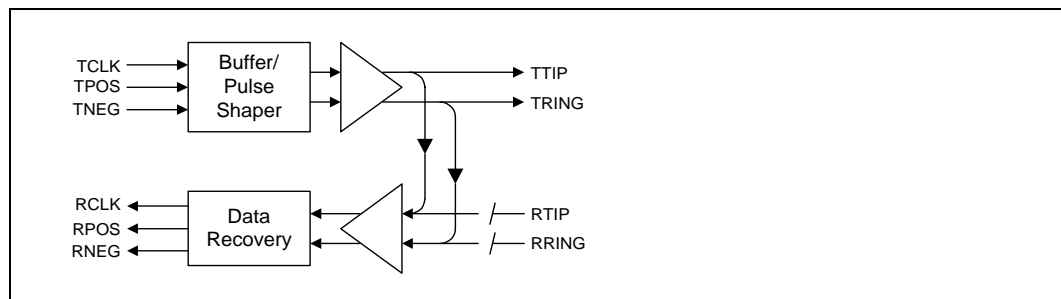 TCLK
TPOS
TNEG
Buffer/
Pulse
Shaper
TTIP
TRING
RCLK
RPOS
RNEG
Data
Recovery
RTIP
RRING